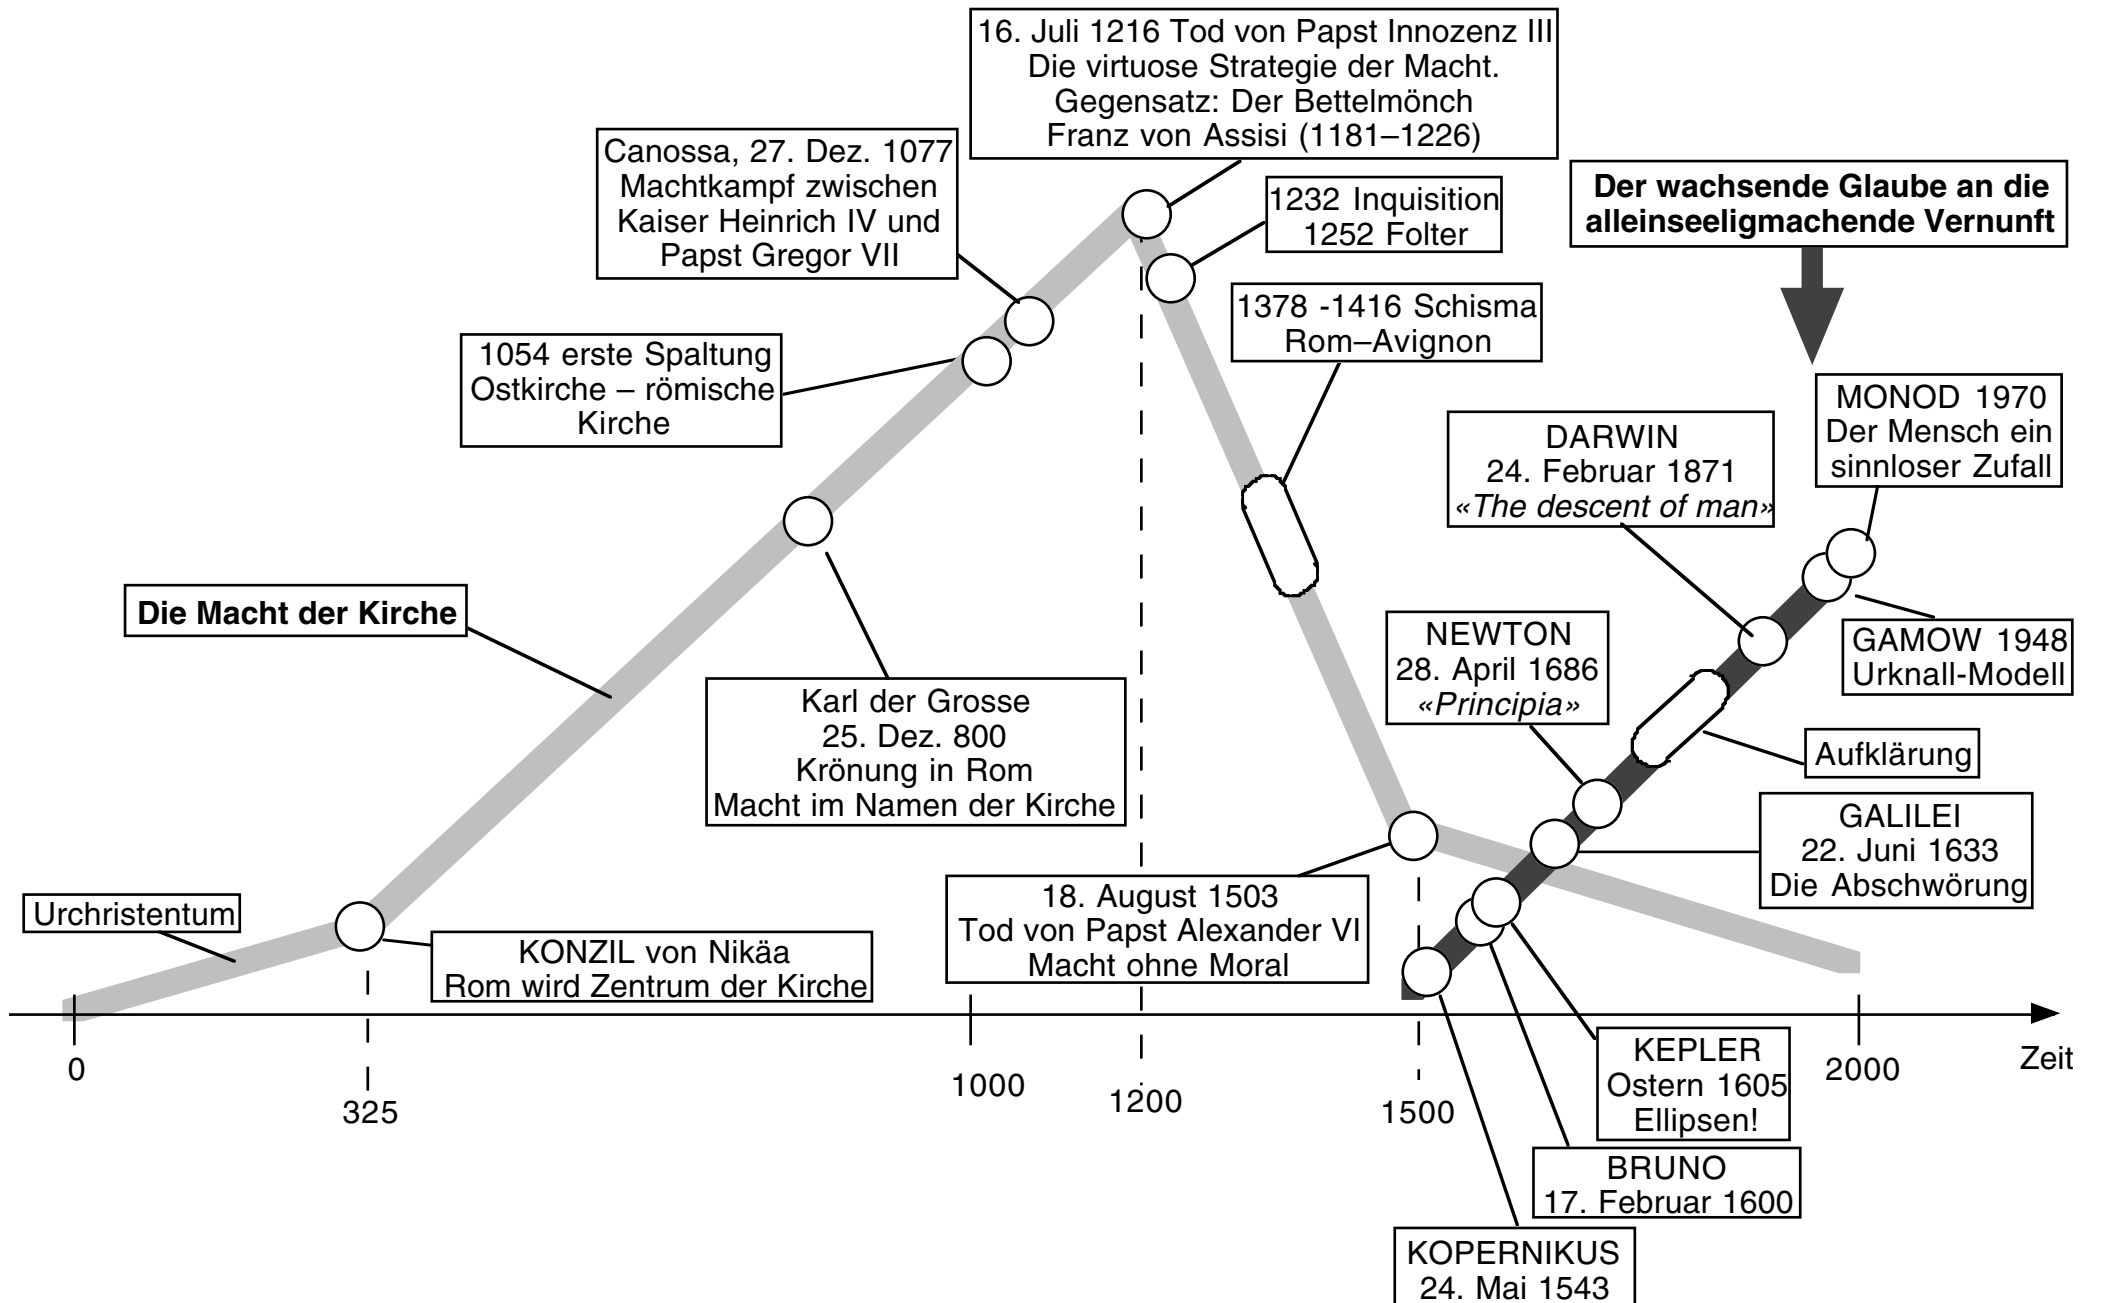 16. Juli 1216 Tod von Papst Innozenz III
Die virtuose Strategie der Macht.
Gegensatz: Der Bettelmönch
Franz von Assisi (1181–1226)
Canossa, 27. Dez. 1077
Machtkampf zwischen
Kaiser Heinrich IV und
Papst Gregor VII
1232 Inquisition
1252 Folter
Der wachsende Glaube an die
alleinseeligmachende Vernunft
1378 -1416 Schisma
Rom–Avignon
1054 erste Spaltung
Ostkirche – römische
Kirche
MONOD 1970
Der Mensch ein
sinnloser Zufall
DARWIN
24. Februar 1871
«The descent of man»
Die Macht der Kirche
NEWTON
28. April 1686
«Principia»
GAMOW 1948
Urknall-Modell
Karl der Grosse
25. Dez. 800
Krönung in Rom
Macht im Namen der Kirche
Aufklärung
GALILEI
22. Juni 1633
Die Abschwörung
Urchristentum
18. August 1503
Tod von Papst Alexander VI
Macht ohne Moral
KONZIL von Nikäa
Rom wird Zentrum der Kirche
0
325
1000
1200
1500
2000
Zeit
KEPLER
Ostern 1605
Ellipsen!
BRUNO
17. Februar 1600
KOPERNIKUS
24. Mai 1543